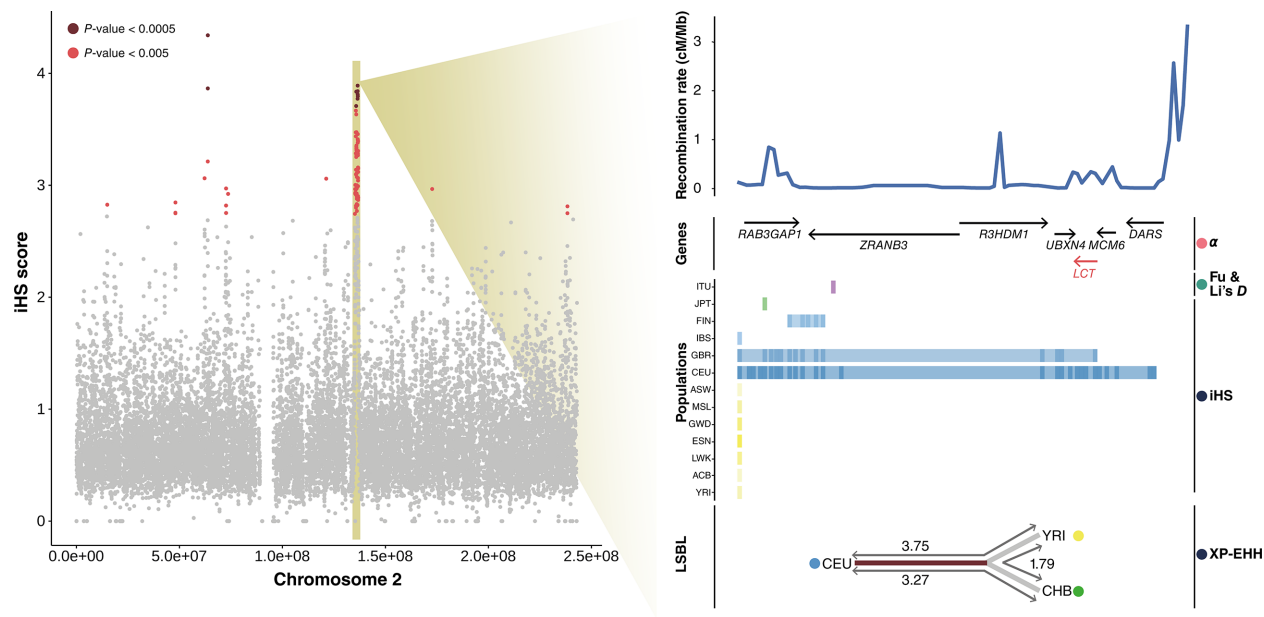 P-value < 0.0005
P-value < 0.005
iHS score
4
3
2
1
0
0.0e+00
5.0e+07
1.0e+08
1.5e+08
2.0e+08
2.5e+08
Chromosome 2
Recombination rate (cM/Mb)
3
2
1
0
Genes
RAB3GAP1
ZRANB3
R3HDM1
UBXN4
MCM6
DARS
LCT
α
Fu &
Li's D
iHS
XP-EHH
Populations
ITU
JPT
FIN
IBS
GBR
CEU
ASW
MSL
GWD
ESN
LWK
ACB
YRI
LSBL
CEU
3.75
3.27
YRI
1.79
CHB